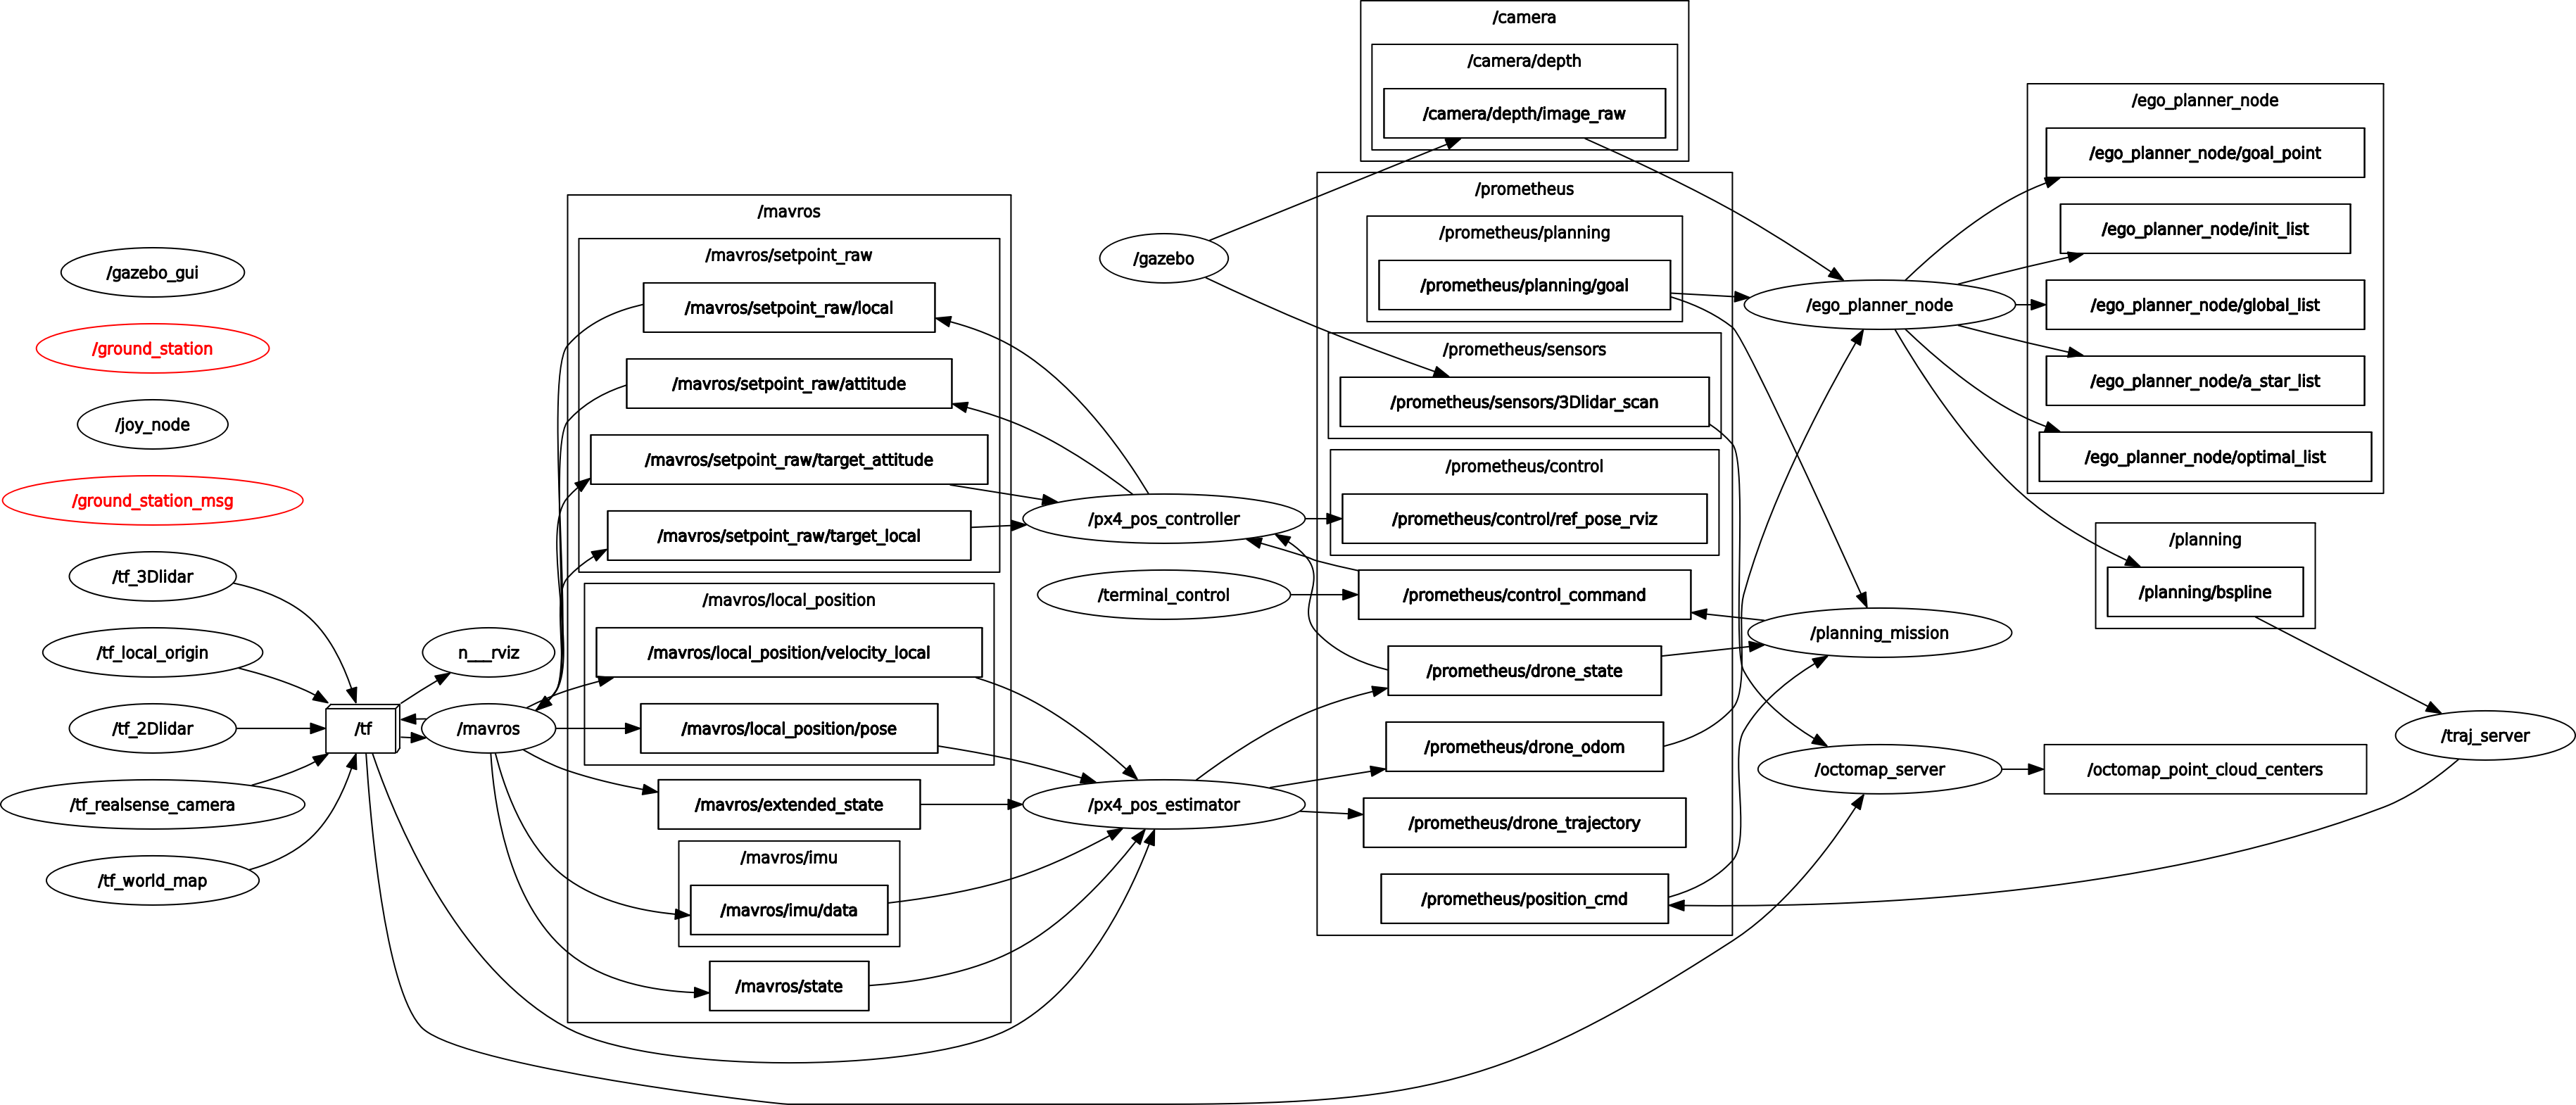 /camera
/camera/depth
/camera/depth/image_raw
/ego_planner_node
/ego_planner_node/goal_point
/ego_planner_node/init_list
/ego_planner_node/global_list
/ego_planner_node/a_star_list
/ego_planner_node/optimal_list
/prometheus
/prometheus/planning
/prometheus/planning/goal
/prometheus/sensors
/prometheus/sensors/3Dlidar_scan
/prometheus/control
/prometheus/control/ref_pose_rviz
/prometheus/control_command
/prometheus/drone_state
/prometheus/drone_odom
/prometheus/drone_trajectory
/prometheus/position_cmd
/mavros
/mavros/setpoint_raw
/mavros/setpoint_raw/local
/mavros/setpoint_raw/attitude
/mavros/setpoint_raw/target_attitude
/mavros/setpoint_raw/target_local
/mavros/local_position
/mavros/local_position/velocity_local
/mavros/local_position/pose
/mavros/extended_state
/mavros/imu
/mavros/imu/data
/mavros/state
/gazebo_gui
/ground_station
/joy_node
/ground_station_msg
/tf_3Dlidar
/tf_local_origin
/tf_2Dlidar
/tf_realsense_camera
/tf_world_map
/tf
n___rviz
/mavros
/gazebo
/px4_pos_controller
/terminal_control
/px4_pos_estimator
/ego_planner_node
/planning_mission
/octomap_server
/planning
/planning/bspline
/traj_server
/octomap_point_cloud_centers